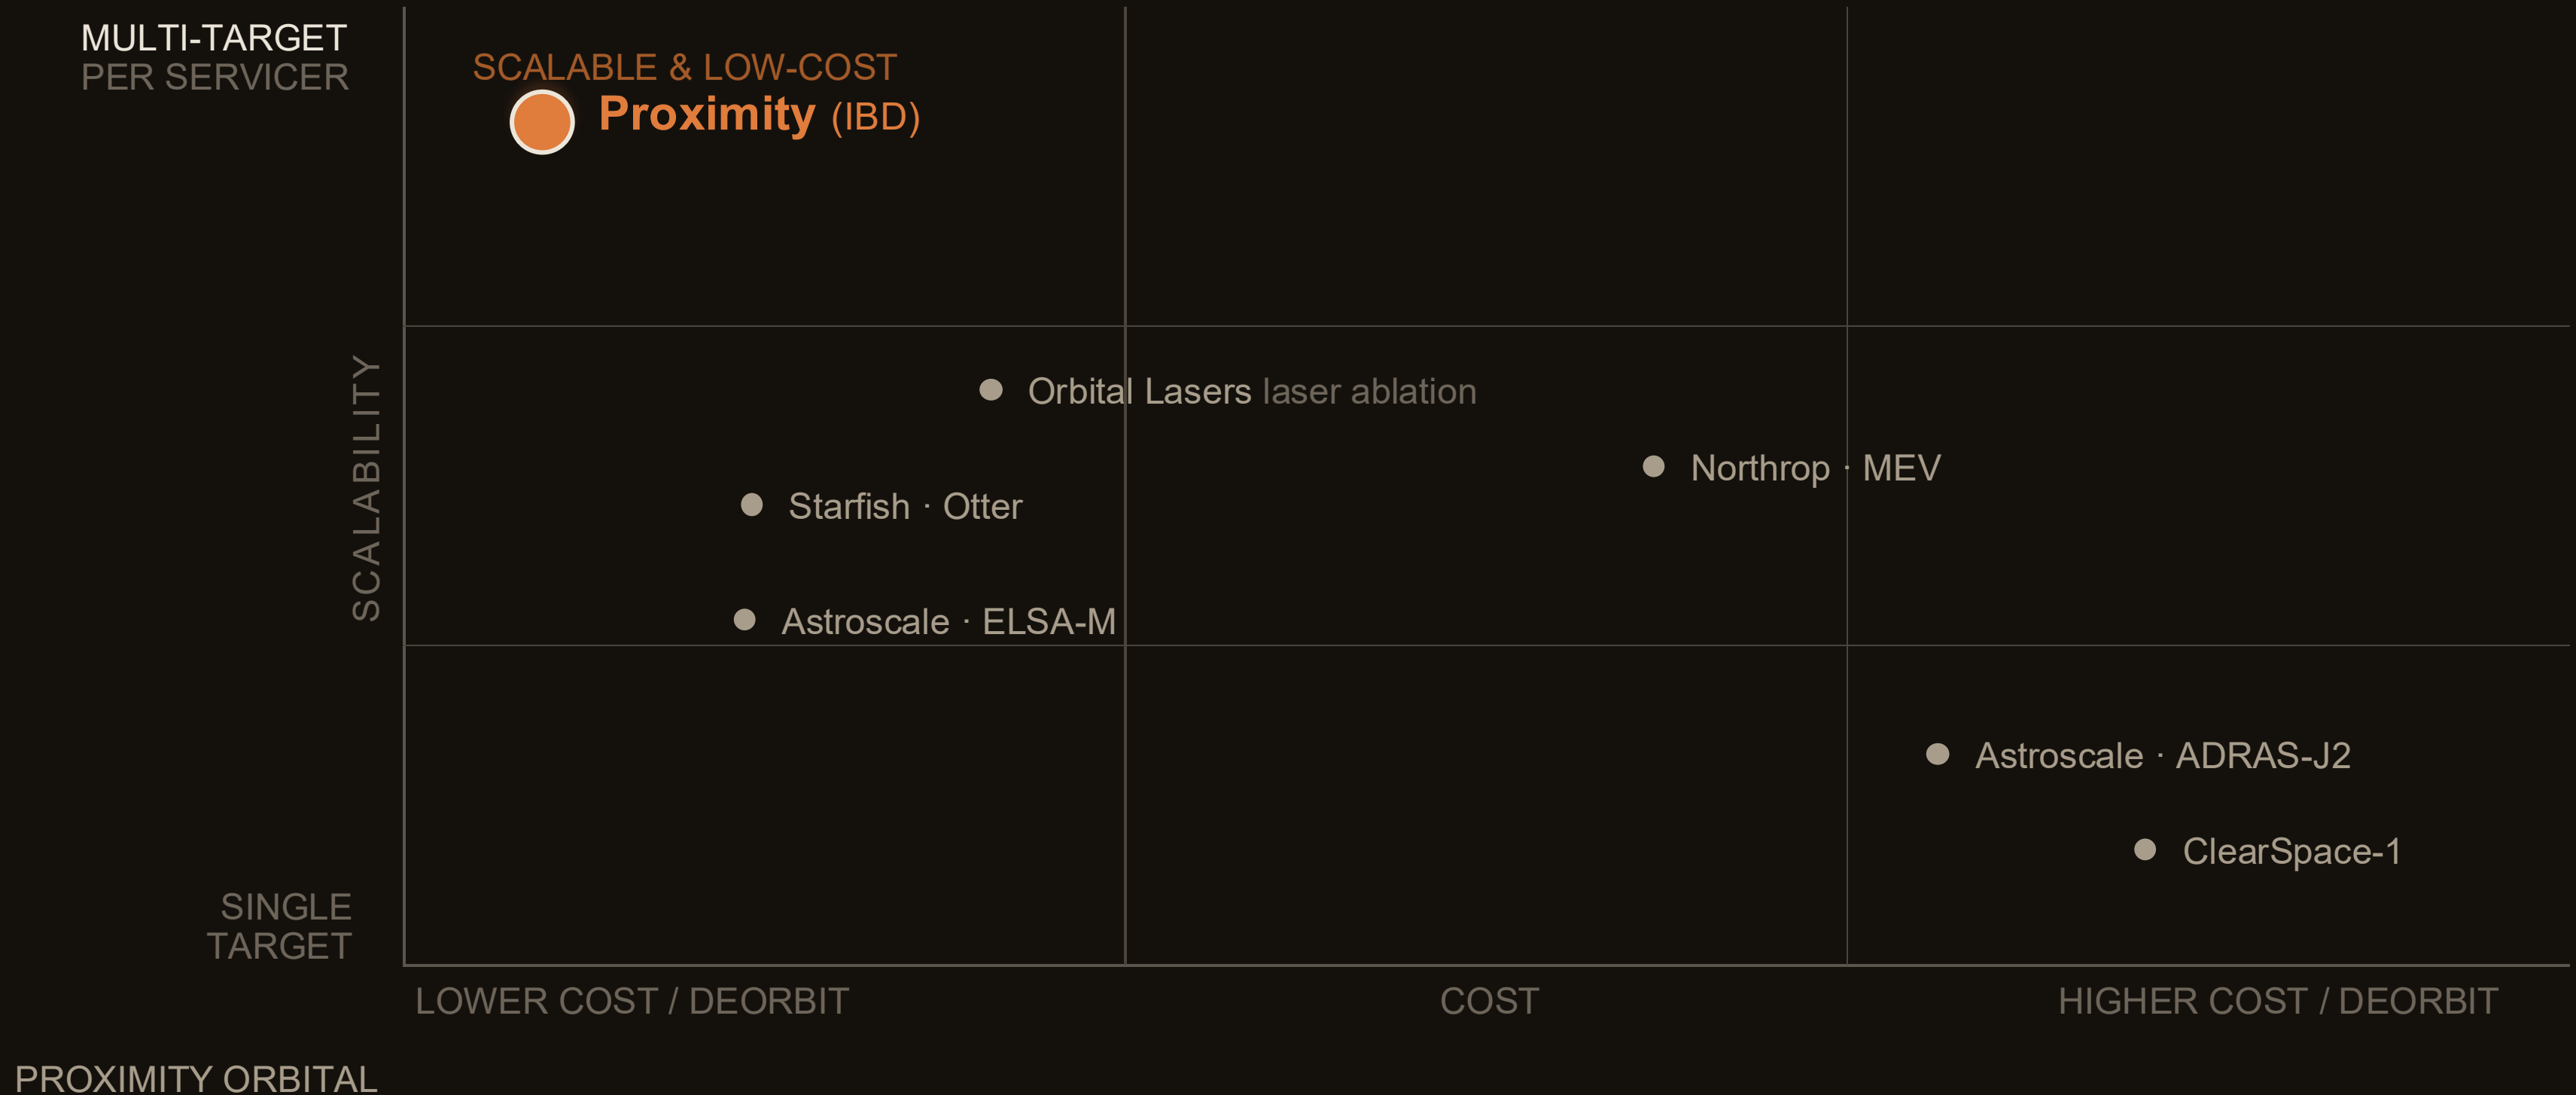 MULTI-TARGET
PER SERVICER
SCALABLE & LOW-COST
Proximity (IBD)
SCALABILITY
Orbital Lasers laser ablation
Northrop · MEV
Starfish · Otter
Astroscale · ELSA-M
Astroscale · ADRAS-J2
ClearSpace-1
SINGLE
TARGET
LOWER COST / DEORBIT
COST
HIGHER COST / DEORBIT
PROXIMITY ORBITAL